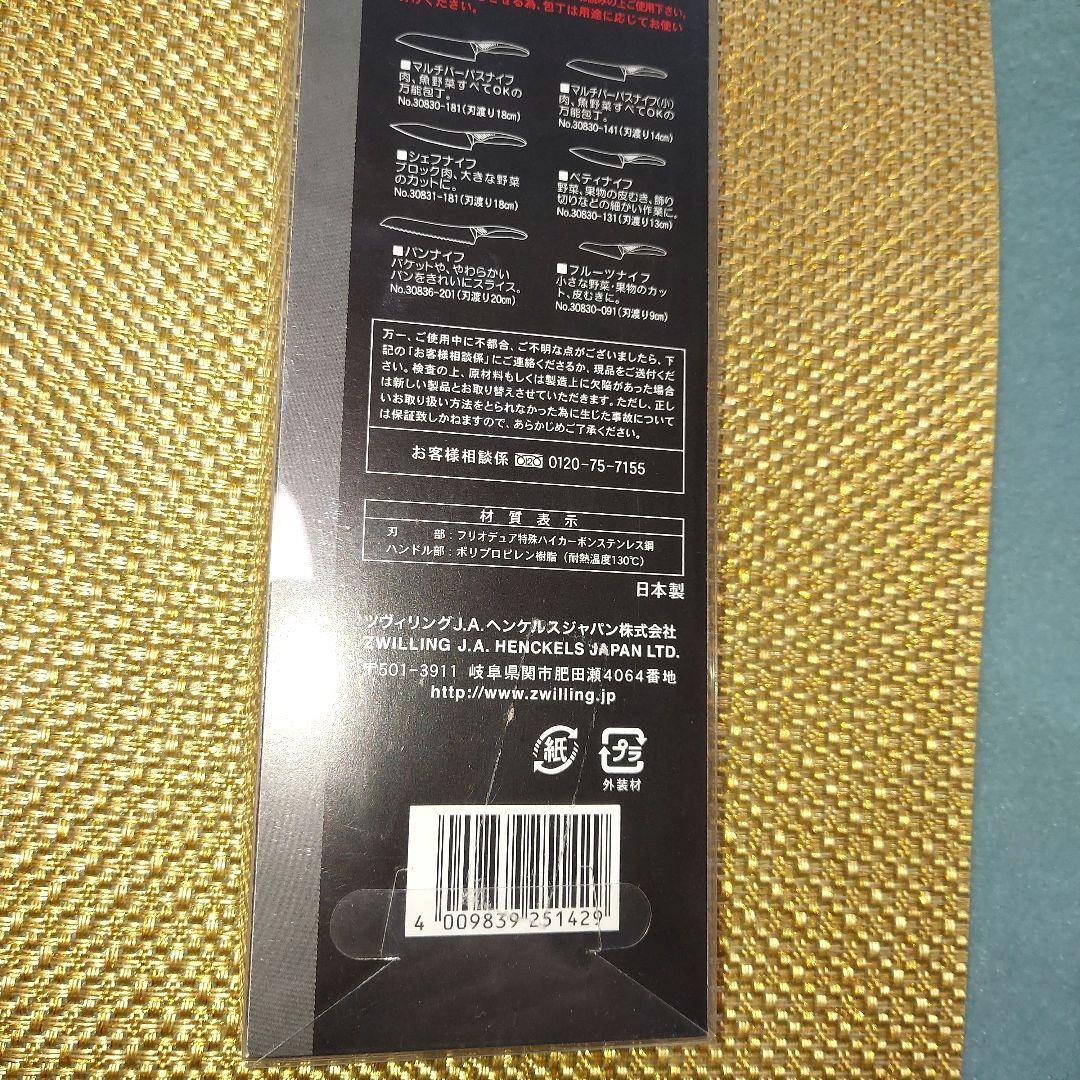 せる為、包丁は用途に応じてお使い
ください。
■マルチパーパスナイフ
肉、魚野菜すべてOKの
万能包丁。
No.30830-181(刃渡り18cm)
■シェフナイフ
ブロック肉、大きな野菜
のカットに。
No.30831-181(刃渡り18cm)
■パンナイフ
バケットや、やわらかい
パンをきれいにスライス。
No.30836-201(刃渡り20cm)
■マルチパーパスナイフ(小)
肉、魚野菜すべてOKの
万能包丁。
No.30830-141(刃渡り14cm)
■ペティナイフ
野菜、果物の皮むき、飾り
切りなどの細かい作業に。
No.30830-131(刃渡り13cm)
■フルーツナイフ
小さな野菜・果物のカッ
ト、皮むきに。
No.30830-091(刃渡り9cm)
万一、ご使用中に不都合、ご不明な点がございましたら、下
記の「お客様相談係」にご連絡くださるか、現品をご送付くだ
さい。検査の上、原材料もしくは製造上に欠陥があった場合
は新しい製品とお取り替えさせていただきます。ただし、正し
いお取り扱い方法をとられなかった為に生じた事故について
は保証致しかねますので、あらかじめご了承ください。
お客様相談係 0120-75-7155
材質表示
刃 部:フリオデュア特殊ハイカーボンステンレス鋼
ハンドル部:ポリプロピレン樹脂(耐熱温度130℃)
日本製
ツヴィリングJ.A.ヘンケルスジャパン株式会社
ZWILLING J.A. HENCKELS JAPAN LTD.
〒501-3911 岐阜県関市肥田瀬4064番地
http://www.zwilling.jp
紙 プラ
外装材
4 009839 251429